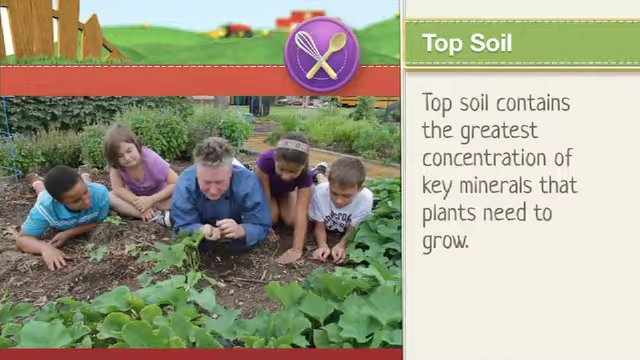 Top Soil
Top soil contains
the greatest
concentration of
key minerals that
plants need to
grow.